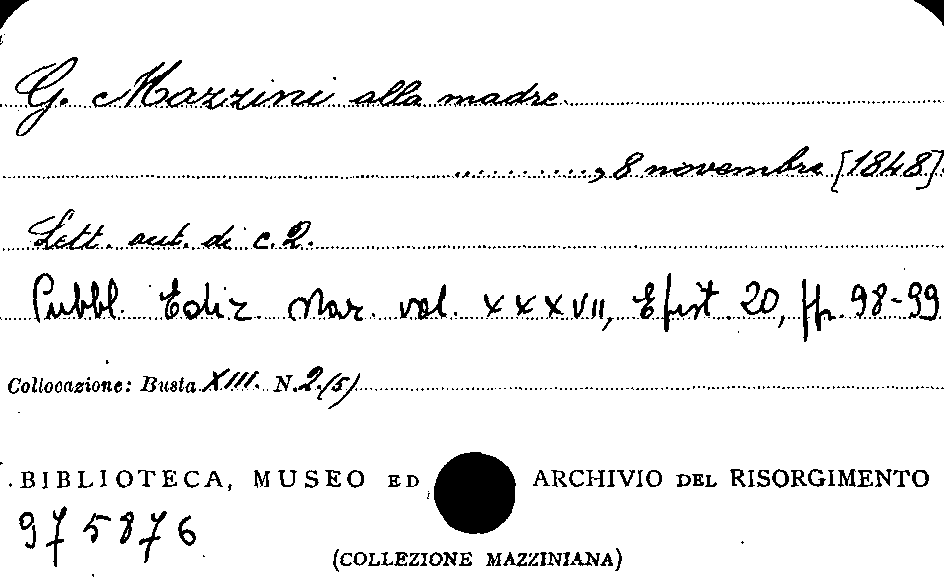 G. Mazzini alla madre
.........., 8 novembre [1848].
Lett. aut. di c. 2.
Pubbl. Ediz. Naz. vol. XXXVII, Epist. 20, pp. 98-99
Collocazione: Busta XIII. N. 2.(5)
BIBLIOTECA, MUSEO ED ARCHIVIO DEL RISORGIMENTO
975876
(COLLEZIONE MAZZINIANA)